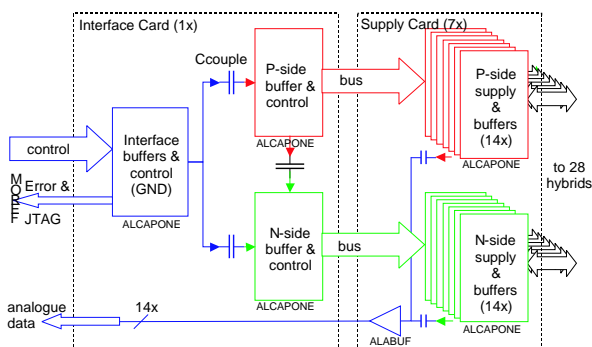 Interface Card (1x)
Supply Card (7x)
Ccouple
P-side
buffer &
control
ALCAPONE
bus
P-side
supply
&
buffers
(14x)
ALCAPONE
control
Interface
buffers &
control
(GND)
ALCAPONE
Error &
JTAG
to 28
hybrids
N-side
buffer &
control
ALCAPONE
bus
N-side
supply
&
buffers
(14x)
ALCAPONE
analogue
data
14x
ALABUF